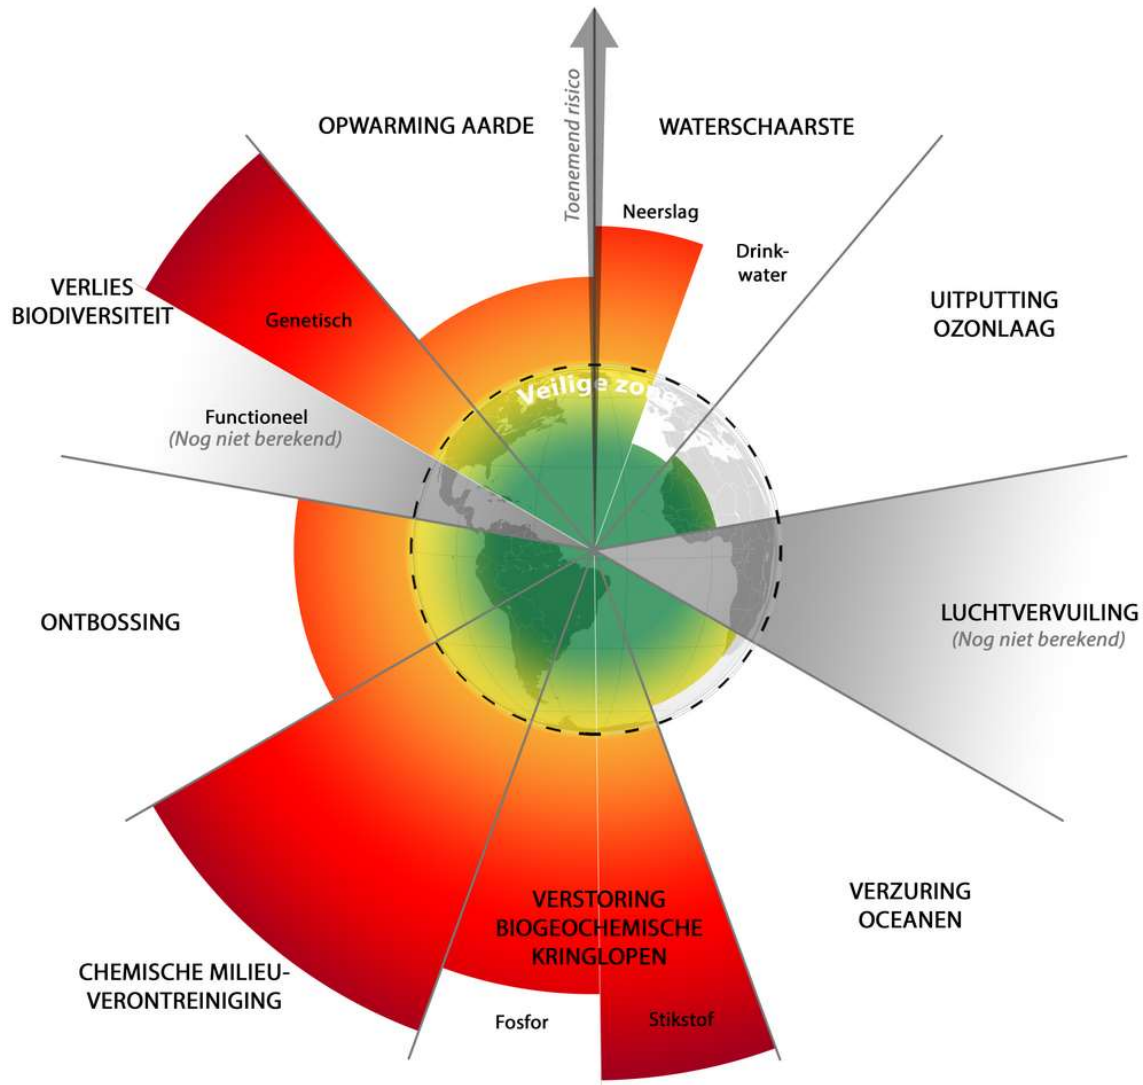 Toenemend risico
OPWARMING AARDE
WATERSCHAARSTE
Neerslag
Drink-
water
UITPUTTING
OZONLAAG
VERLIES
BIODIVERSITEIT
Genetisch
Functioneel
(Nog niet berekend)
Veilige zone
ONTBOSSING
LUCHTVERVUILING
(Nog niet berekend)
VERZURING
OCEANEN
VERSTORING
BIOGEOCHEMISCHE
KRINGLOPEN
CHEMISCHE MILIEU-
VERONTREINIGING
Fosfor
Stikstof